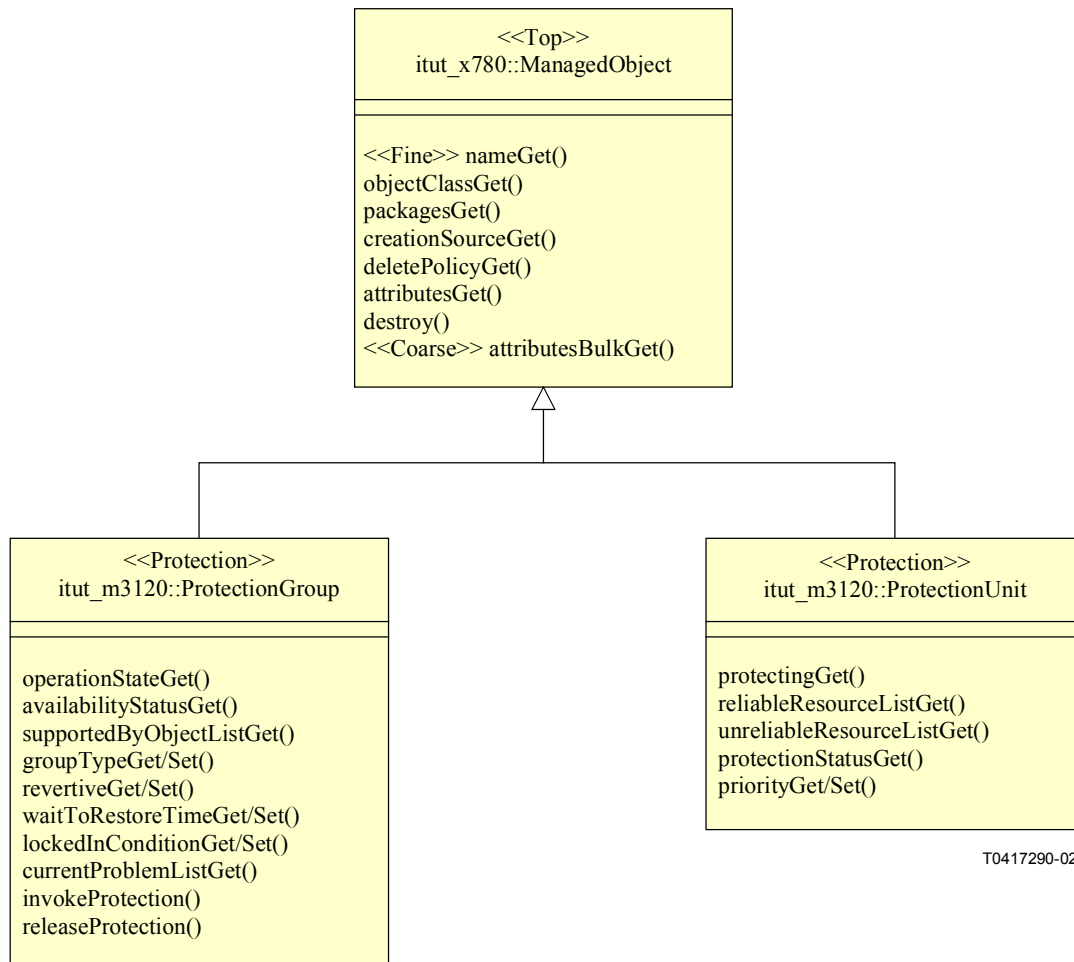 <<Top>>
itut_x780::ManagedObject
<<Fine>> nameGet()
objectClassGet()
packagesGet()
creationSourceGet()
deletePolicyGet()
attributesGet()
destroy()
<<Coarse>> attributesBulkGet()
<<Protection>>
itut_m3120::ProtectionGroup
operationStateGet()
availabilityStatusGet()
supportedByObjectListGet()
groupTypeGet/Set()
revertiveGet/Set()
waitToRestoreTimeGet/Set()
lockedInConditionGet/Set()
currentProblemListGet()
invokeProtection()
releaseProtection()
<<Protection>>
itut_m3120::ProtectionUnit
protectingGet()
reliableResourceListGet()
unreliableResourceListGet()
protectionStatusGet()
priorityGet/Set()
T0417290-02